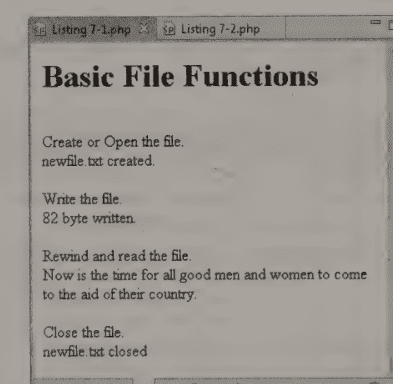 Listing 7-1.php
Listing 7-2.php
Basic File Functions
Create or Open the file.
newfile.txt created.
Write the file.
82 byte written.
Rewind and read the file.
Now is the time for all good men and women to come
to the aid of their country.
Close the file.
newfile.txt closed